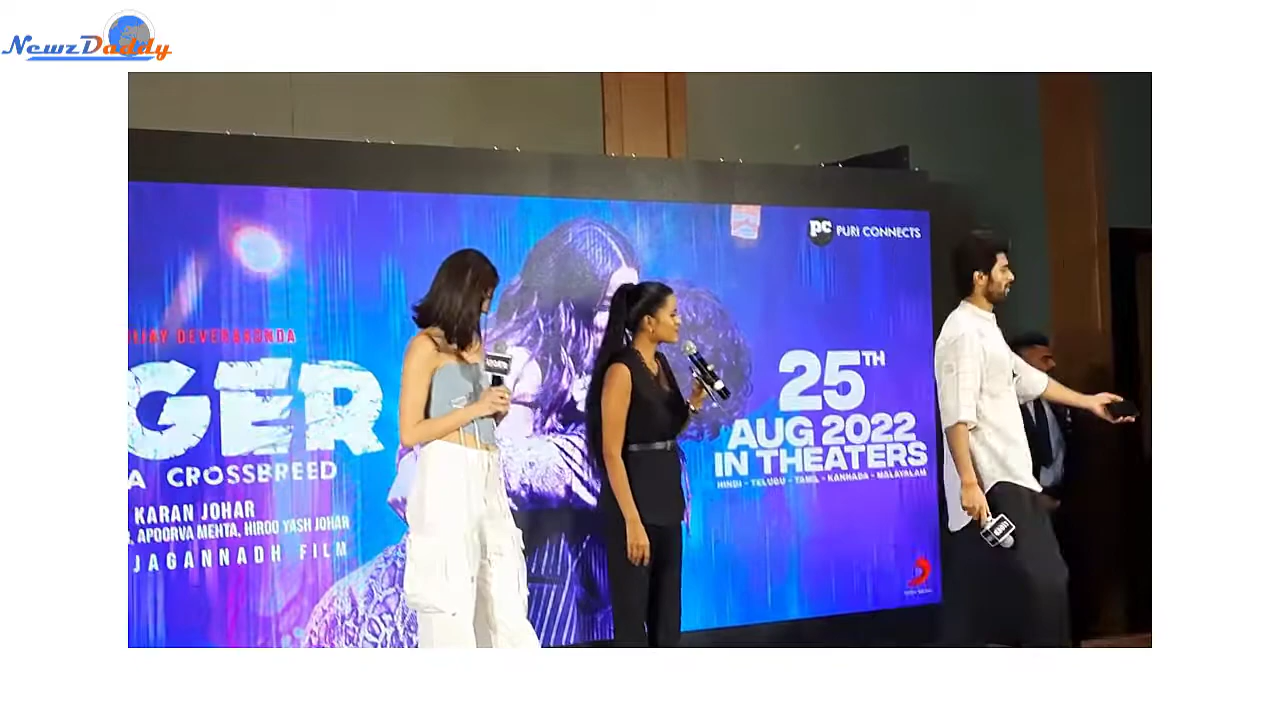 NewzDaddy
pc PURI CONNECTS
VIJAY DEVERAKONDA
GER
A CROSSBREED
KARAN JOHAR
APOORVA MEHTA, HIROO YASH JOHAR
JAGANNADH FILM
25TH
AUG 2022
IN THEATERS
HINDI - TELUGU - TAMIL - KANNADA - MALAYALAM